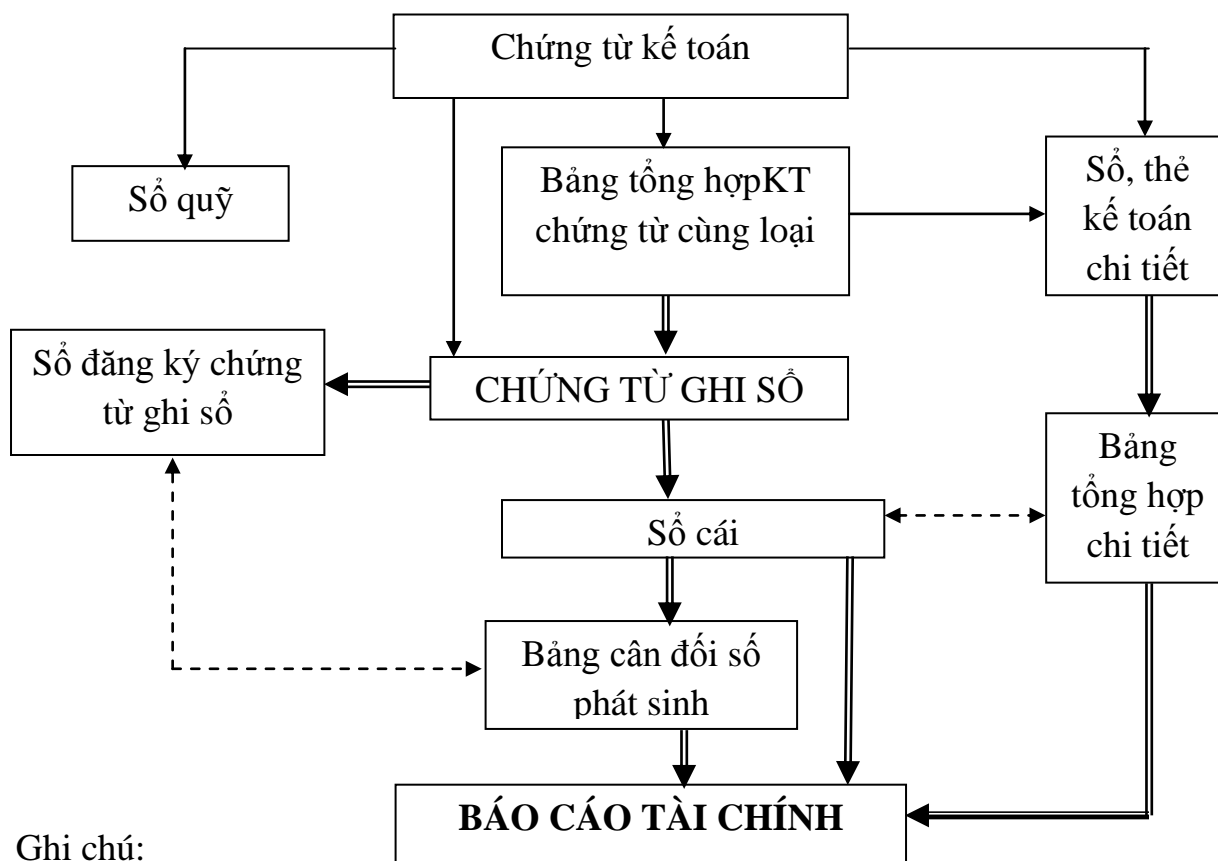 Chứng từ kế toán
Sổ quỹ
Bảng tổng hợpKT
chứng từ cùng loại
Sổ, thẻ
kế toán
chi tiết
Sổ đăng ký chứng
từ ghi sổ
CHỨNG TỪ GHI SỔ
Bảng
tổng hợp
chi tiết
Sổ cái
Bảng cân đối số
phát sinh
BÁO CÁO TÀI CHÍNH
Ghi chú: